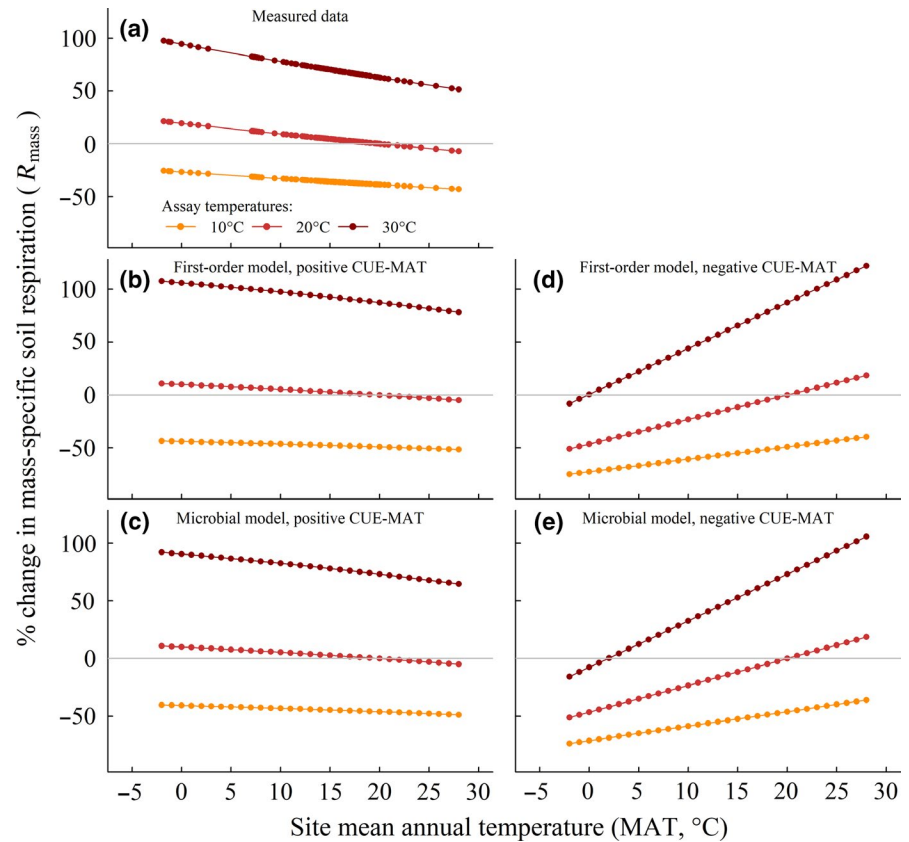 (a) Measured data
100
50
0
−50
Assay temperatures:
10°C 20°C 30°C
(b) First-order model, positive CUE-MAT
100
50
0
−50
(d) First-order model, negative CUE-MAT
(c) Microbial model, positive CUE-MAT
100
50
0
−50
(e) Microbial model, negative CUE-MAT
−5 0 5 10 15 20 25 30
−5 0 5 10 15 20 25 30
Site mean annual temperature (MAT, °C)
% change in mass-specific soil respiration ( Rmass)